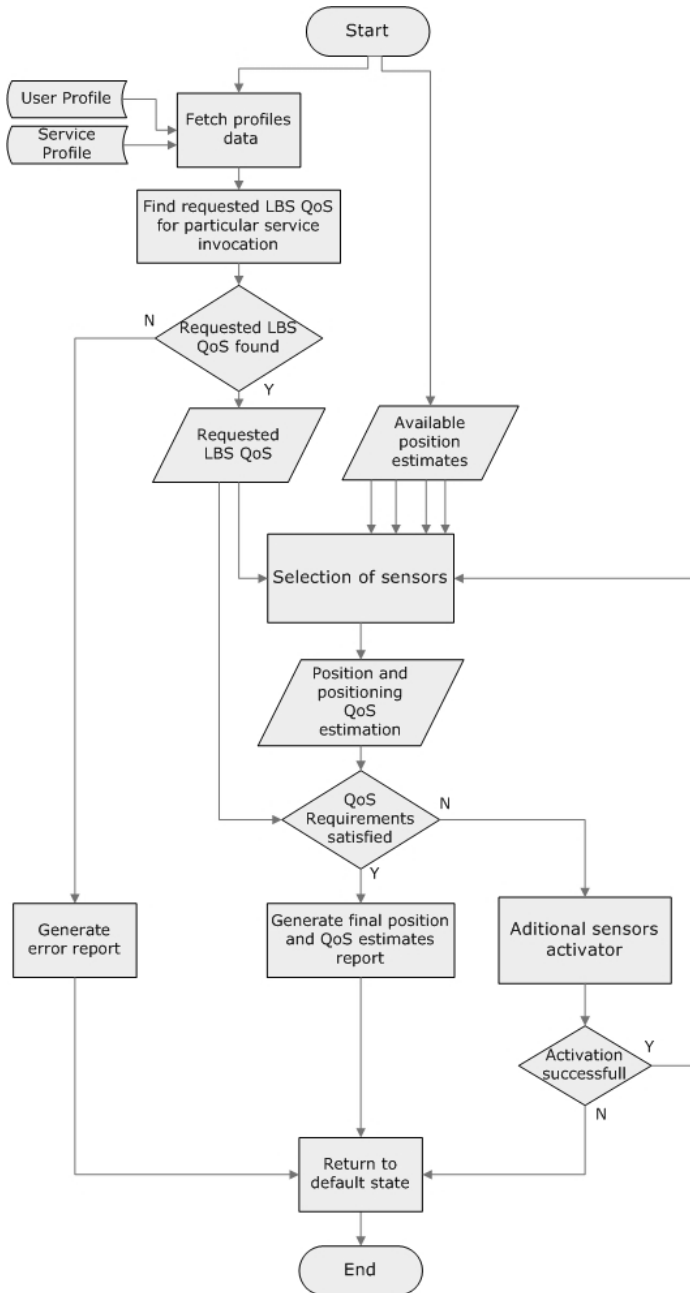 Start
User Profile
Service
Profile
Fetch profiles
data
Find requested LBS QoS
for particular service
invocation
N
Requested LBS
QoS found
Y
Requested
LBS QoS
Available
position
estimates
Selection of sensors
Position and
positioning
QoS
estimation
QoS
Requirements
satisfied
N
Y
Generate
error report
Generate final position
and QoS estimates
report
Aditional sensors
activator
Activation
successfull
Y
N
Return to
default state
End